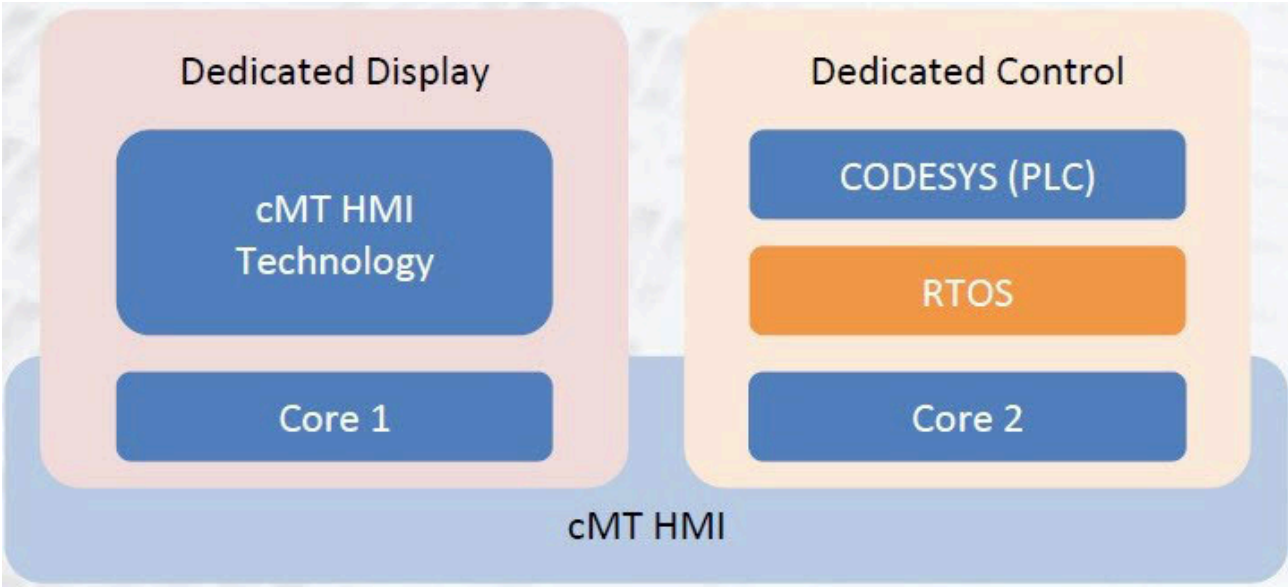 Dedicated Display
cMT HMI
Technology
Core 1
Dedicated Control
CODESYS (PLC)
RTOS
Core 2
cMT HMI